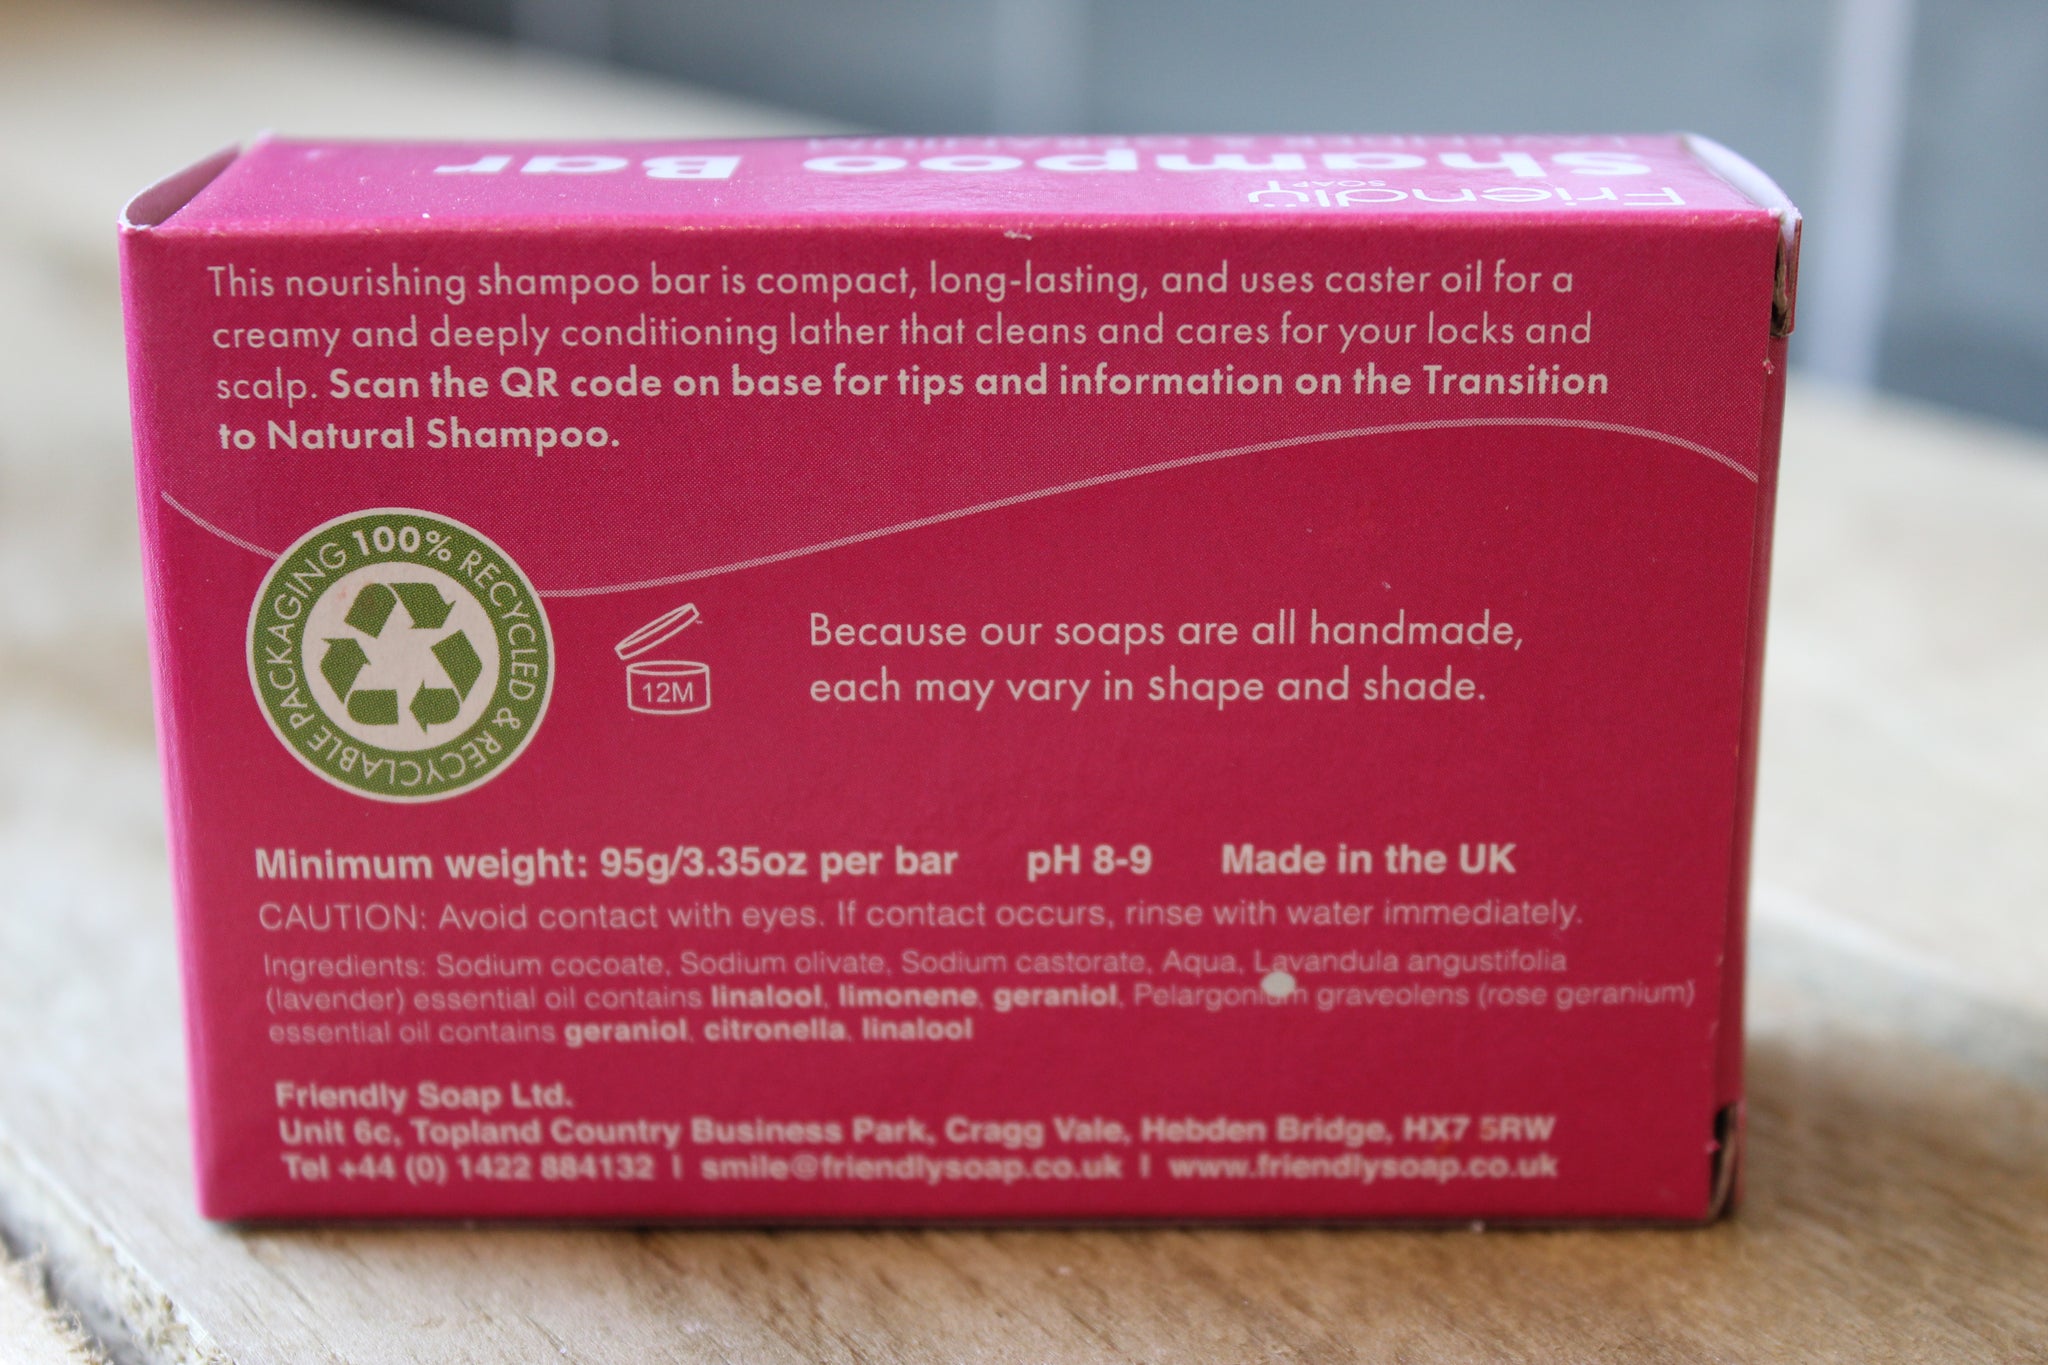 Shampoo Bar
Friendly
SOAP
This nourishing shampoo bar is compact, long-lasting, and uses caster oil for a
creamy and deeply conditioning lather that cleans and cares for your locks and
scalp. Scan the QR code on base for tips and information on the Transition
to Natural Shampoo.
100% RECYCLED & RECYCLABLE PACKAGING
12M
Because our soaps are all handmade,
each may vary in shape and shade.
Minimum weight: 95g/3.35oz per bar pH 8-9 Made in the UK
CAUTION: Avoid contact with eyes. If contact occurs, rinse with water immediately.
Ingredients: Sodium cocoate, Sodium olivate, Sodium castorate, Aqua, Lavandula angustifolia
(lavender) essential oil contains linalool, limonene, geraniol, Pelargonium graveolens (rose geranium)
essential oil contains geraniol, citronella, linalool
Friendly Soap Ltd.
Unit 6c, Topland Country Business Park, Cragg Vale, Hebden Bridge, HX7 5RW
Tel +44 (0) 1422 884132 | smile@friendlysoap.co.uk | www.friendlysoap.co.uk